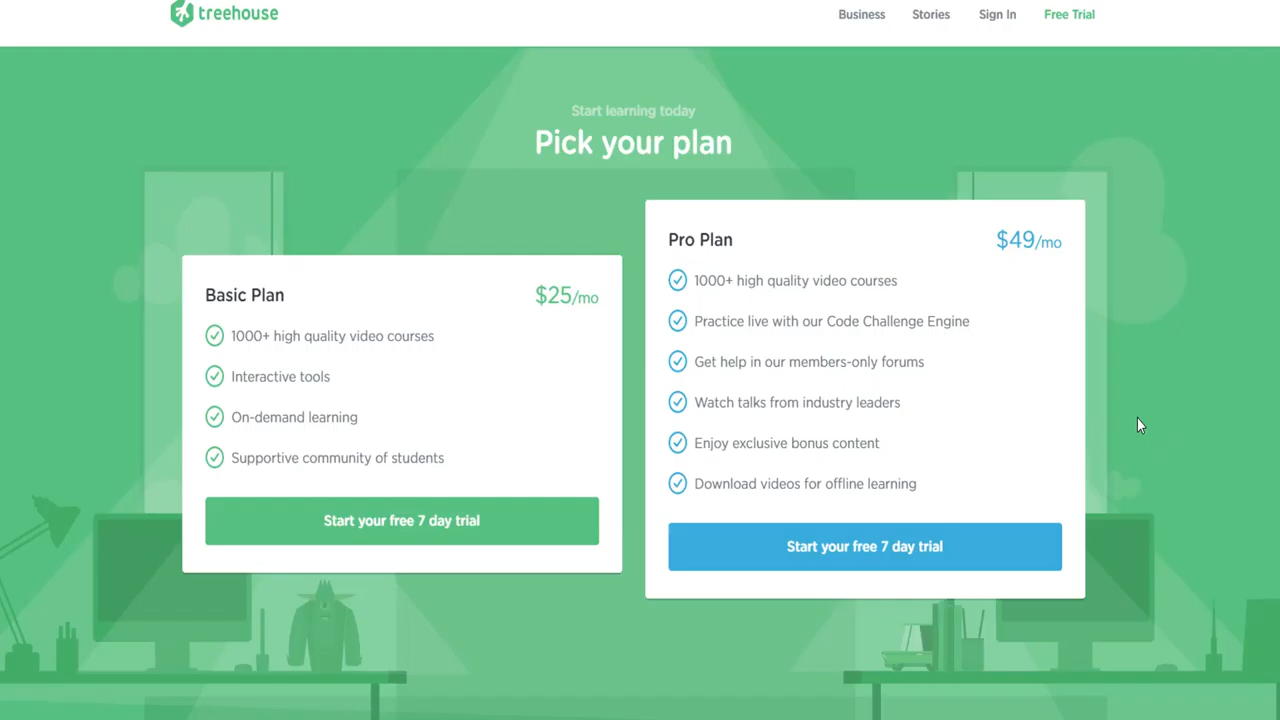 treehouse
Business
Stories
Sign In
Free Trial
Start learning today
Pick your plan
Basic Plan
$25/mo
1000+ high quality video courses
Interactive tools
On-demand learning
Supportive community of students
Start your free 7 day trial
Pro Plan
$49/mo
1000+ high quality video courses
Practice live with our Code Challenge Engine
Get help in our members-only forums
Watch talks from industry leaders
Enjoy exclusive bonus content
Download videos for offline learning
Start your free 7 day trial